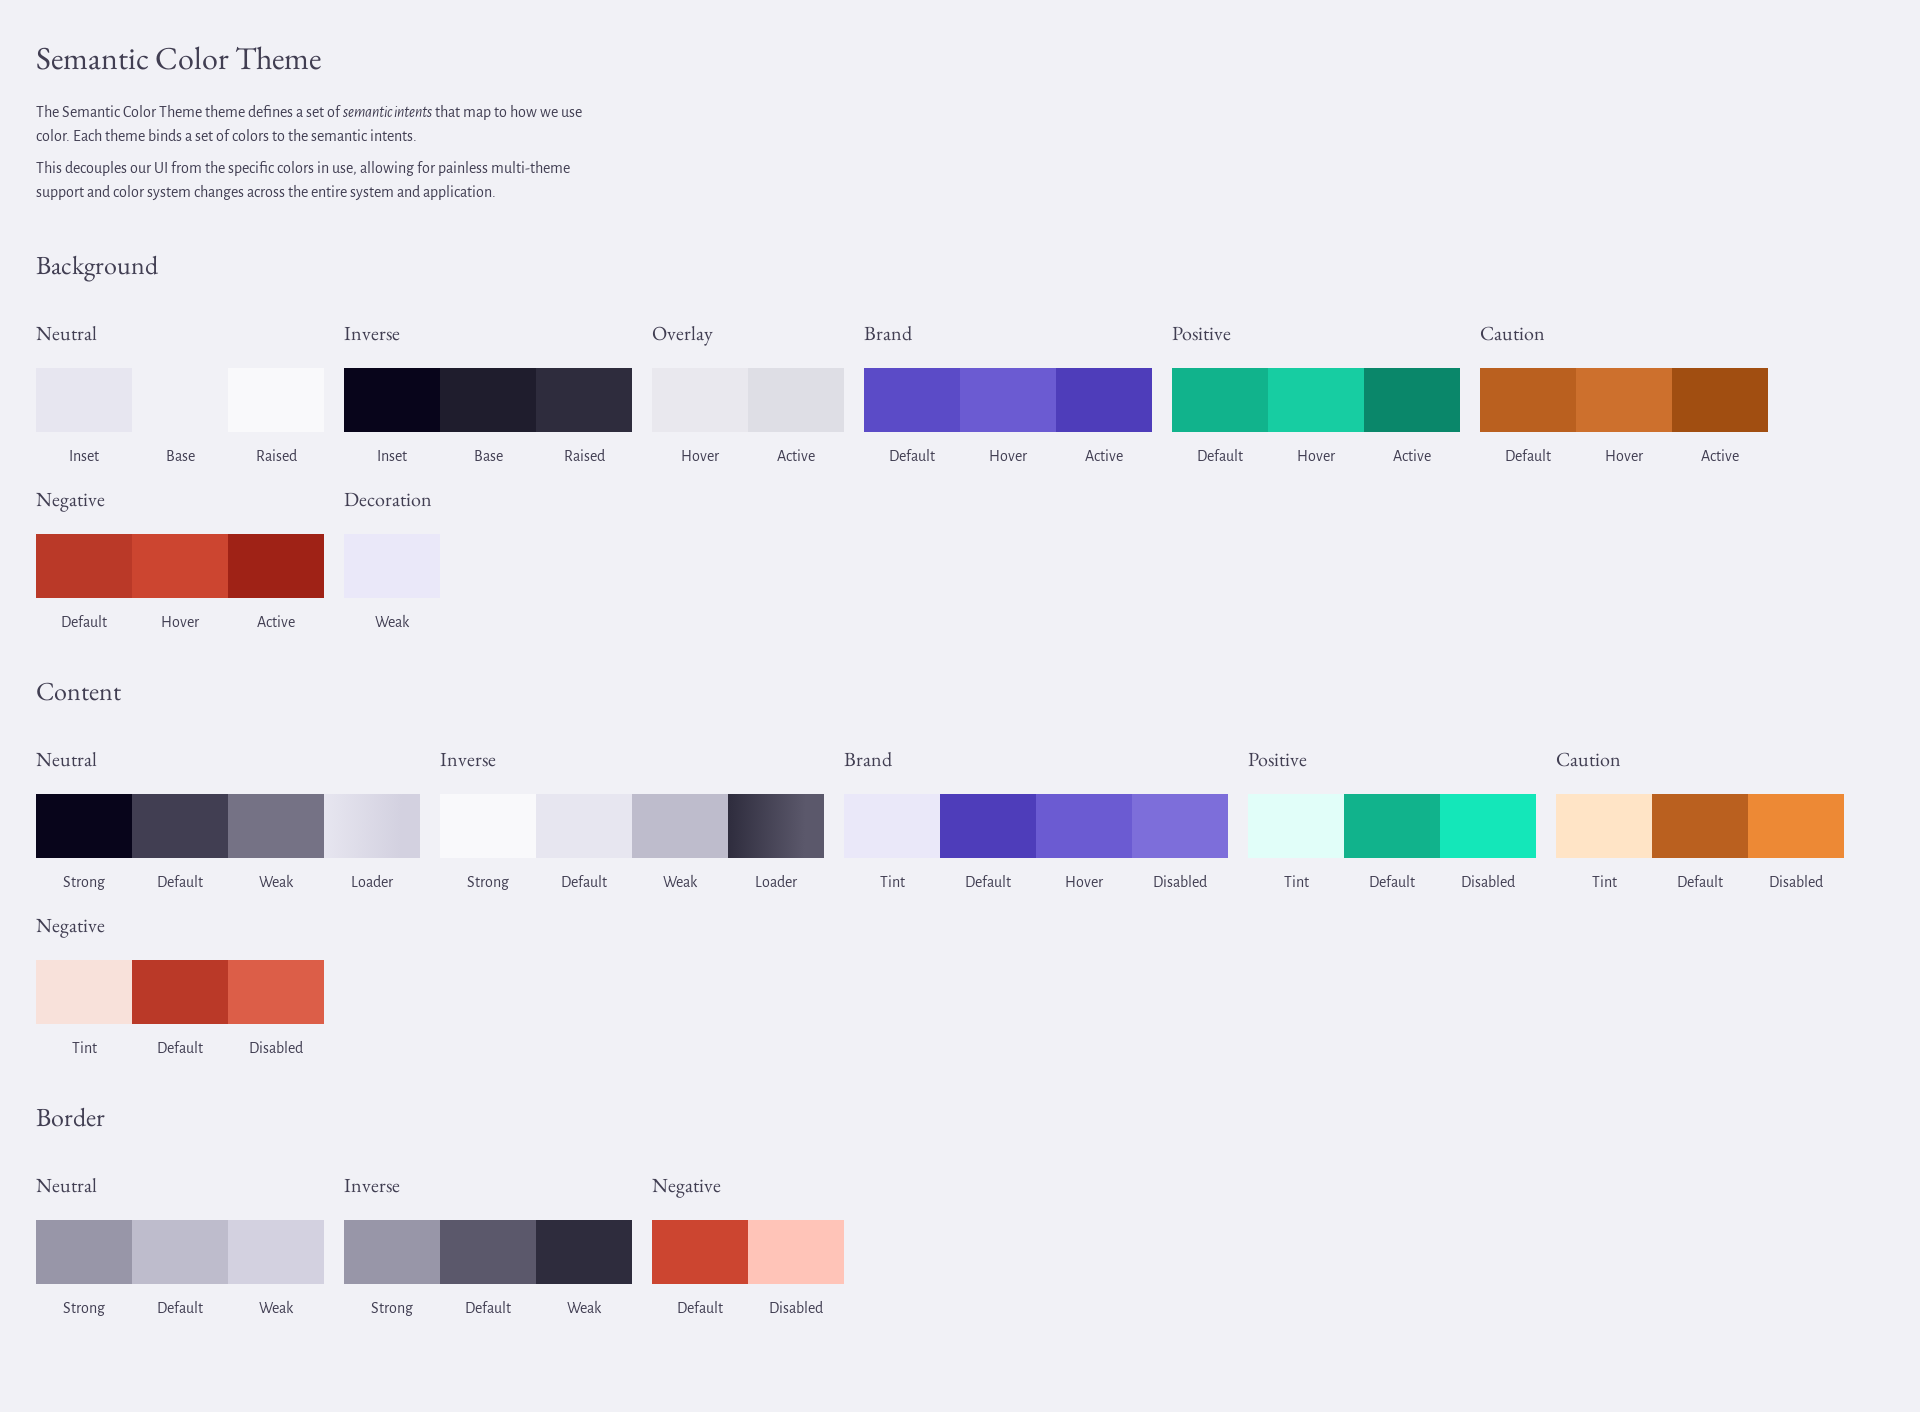 Semantic Color Theme
The Semantic Color Theme theme defines a set of semantic intents that map to how we use
color. Each theme binds a set of colors to the semantic intents.
This decouples our UI from the specific colors in use, allowing for painless multi-theme
support and color system changes across the entire system and application.
Background
Neutral Inverse Overlay Brand Positive Caution
Inset Base Raised Inset Base Raised Hover Active Default Hover Active Default Hover Active Default Hover Active
Negative Decoration
Default Hover Active Weak
Content
Neutral Inverse Brand Positive Caution
Strong Default Weak Loader Strong Default Weak Loader Tint Default Hover Disabled Tint Default Disabled Tint Default Disabled
Negative
Tint Default Disabled
Border
Neutral Inverse Negative
Strong Default Weak Strong Default Weak Default Disabled